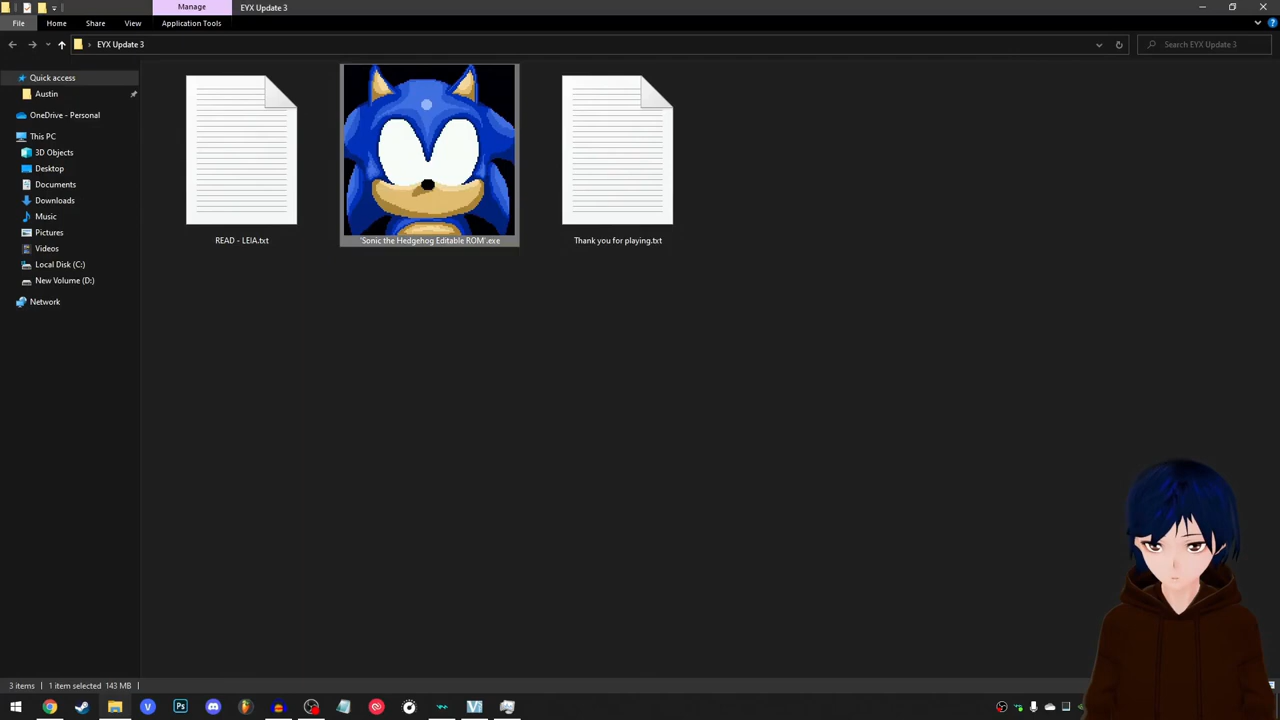 Manage
EYX Update 3
File
Home
Share
View
Application Tools
EYX Update 3
Search EYX Update 3
Quick access
Austin
OneDrive - Personal
This PC
3D Objects
Desktop
Documents
Downloads
Music
Pictures
Videos
Local Disk (C:)
New Volume (D:)
Network
READ - LEIA.txt
'Sonic the Hedgehog Editable ROM'.exe
Thank you for playing.txt
3 items
1 item selected 143 MB
Ps